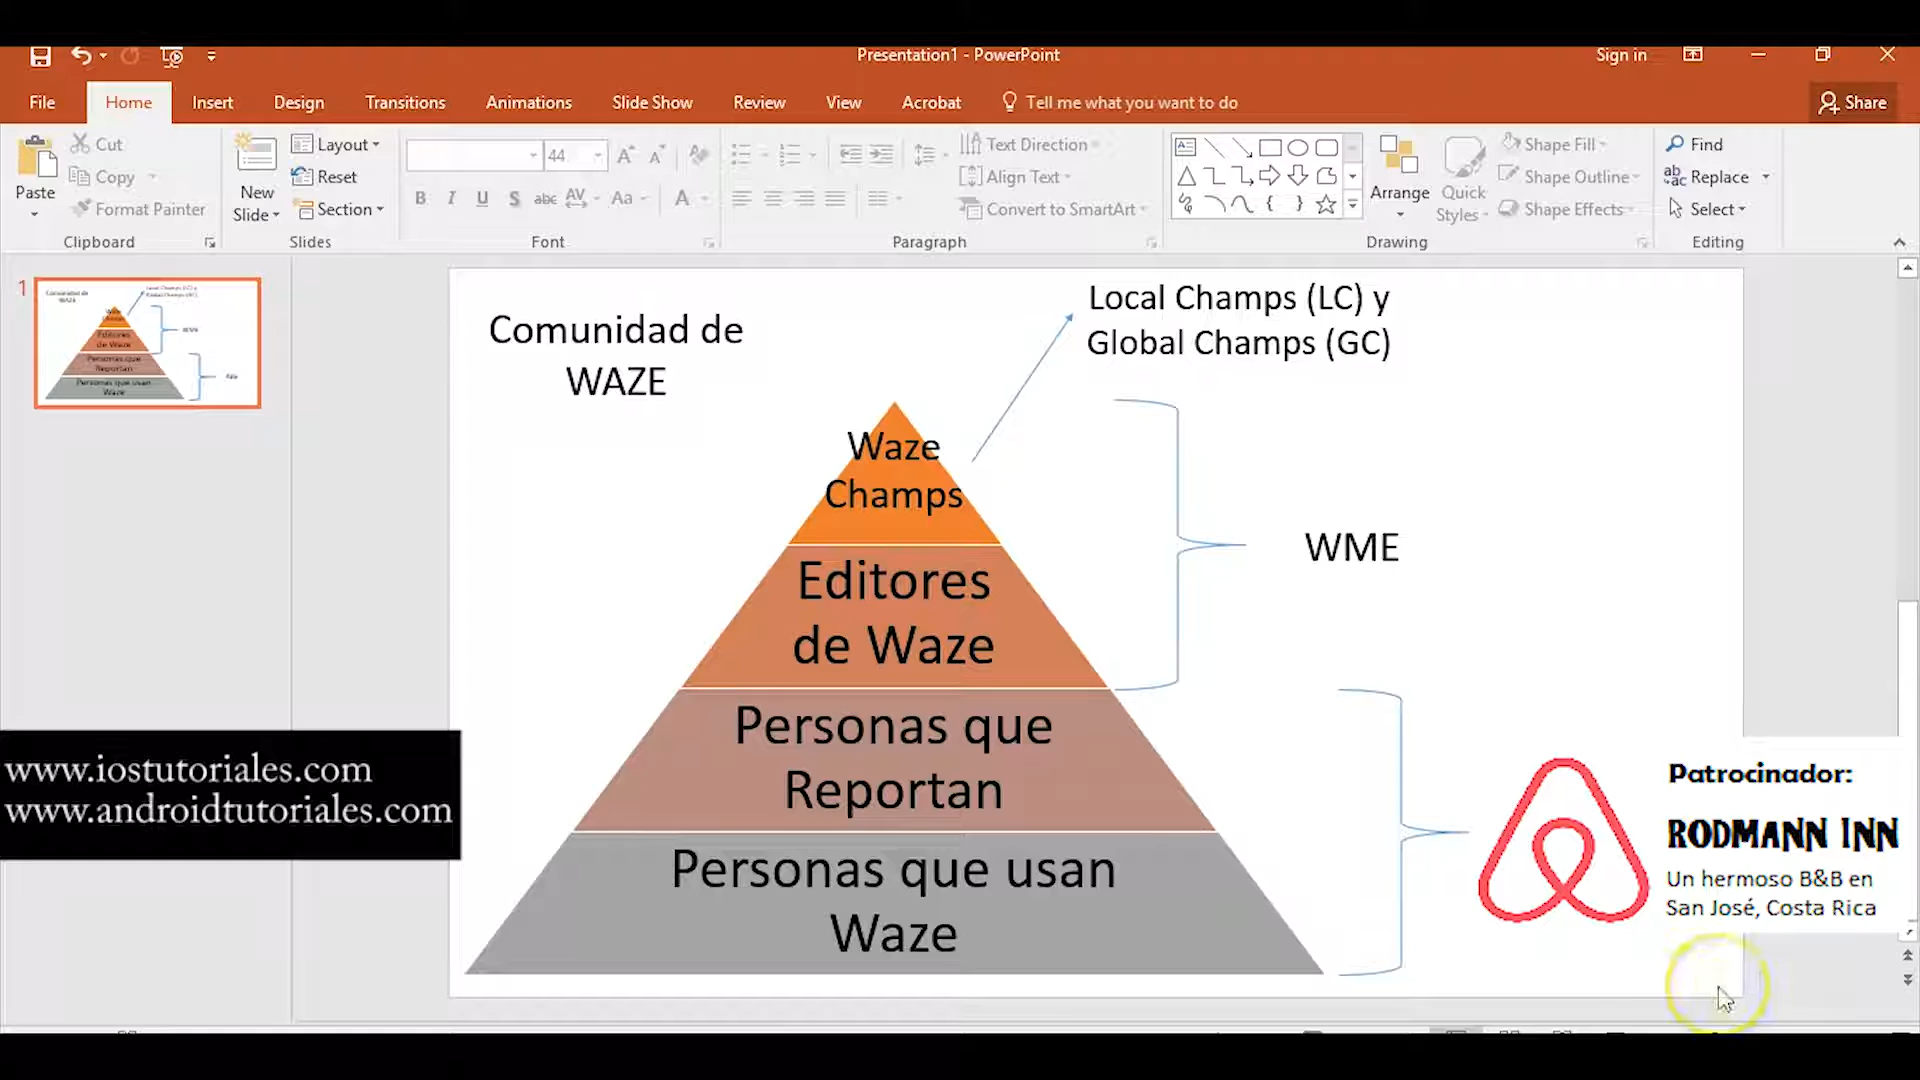 Presentation1 - PowerPoint
Sign in
File Home Insert Design Transitions Animations Slide Show Review View Acrobat Tell me what you want to do Share
Paste
Cut
Copy
Format Painter
Clipboard
New
Slide
Layout
Reset
Section
Slides
44
B I U S abc AV Aa A
Font
Text Direction
Align Text
Convert to SmartArt
Paragraph
Arrange
Quick
Styles
Shape Fill
Shape Outline
Shape Effects
Drawing
Find
Replace
Select
Editing
1
Comunidad de
WAZE
Local Champs (LC) y
Global Champs (GC)
Waze
Champs
Editores
de Waze
WME
Personas que
Reportan
Personas que usan
Waze
www.iostutoriales.com
www.androidtutoriales.com
Patrocinador:
RODMANN INN
Un hermoso B&B en
San José, Costa Rica